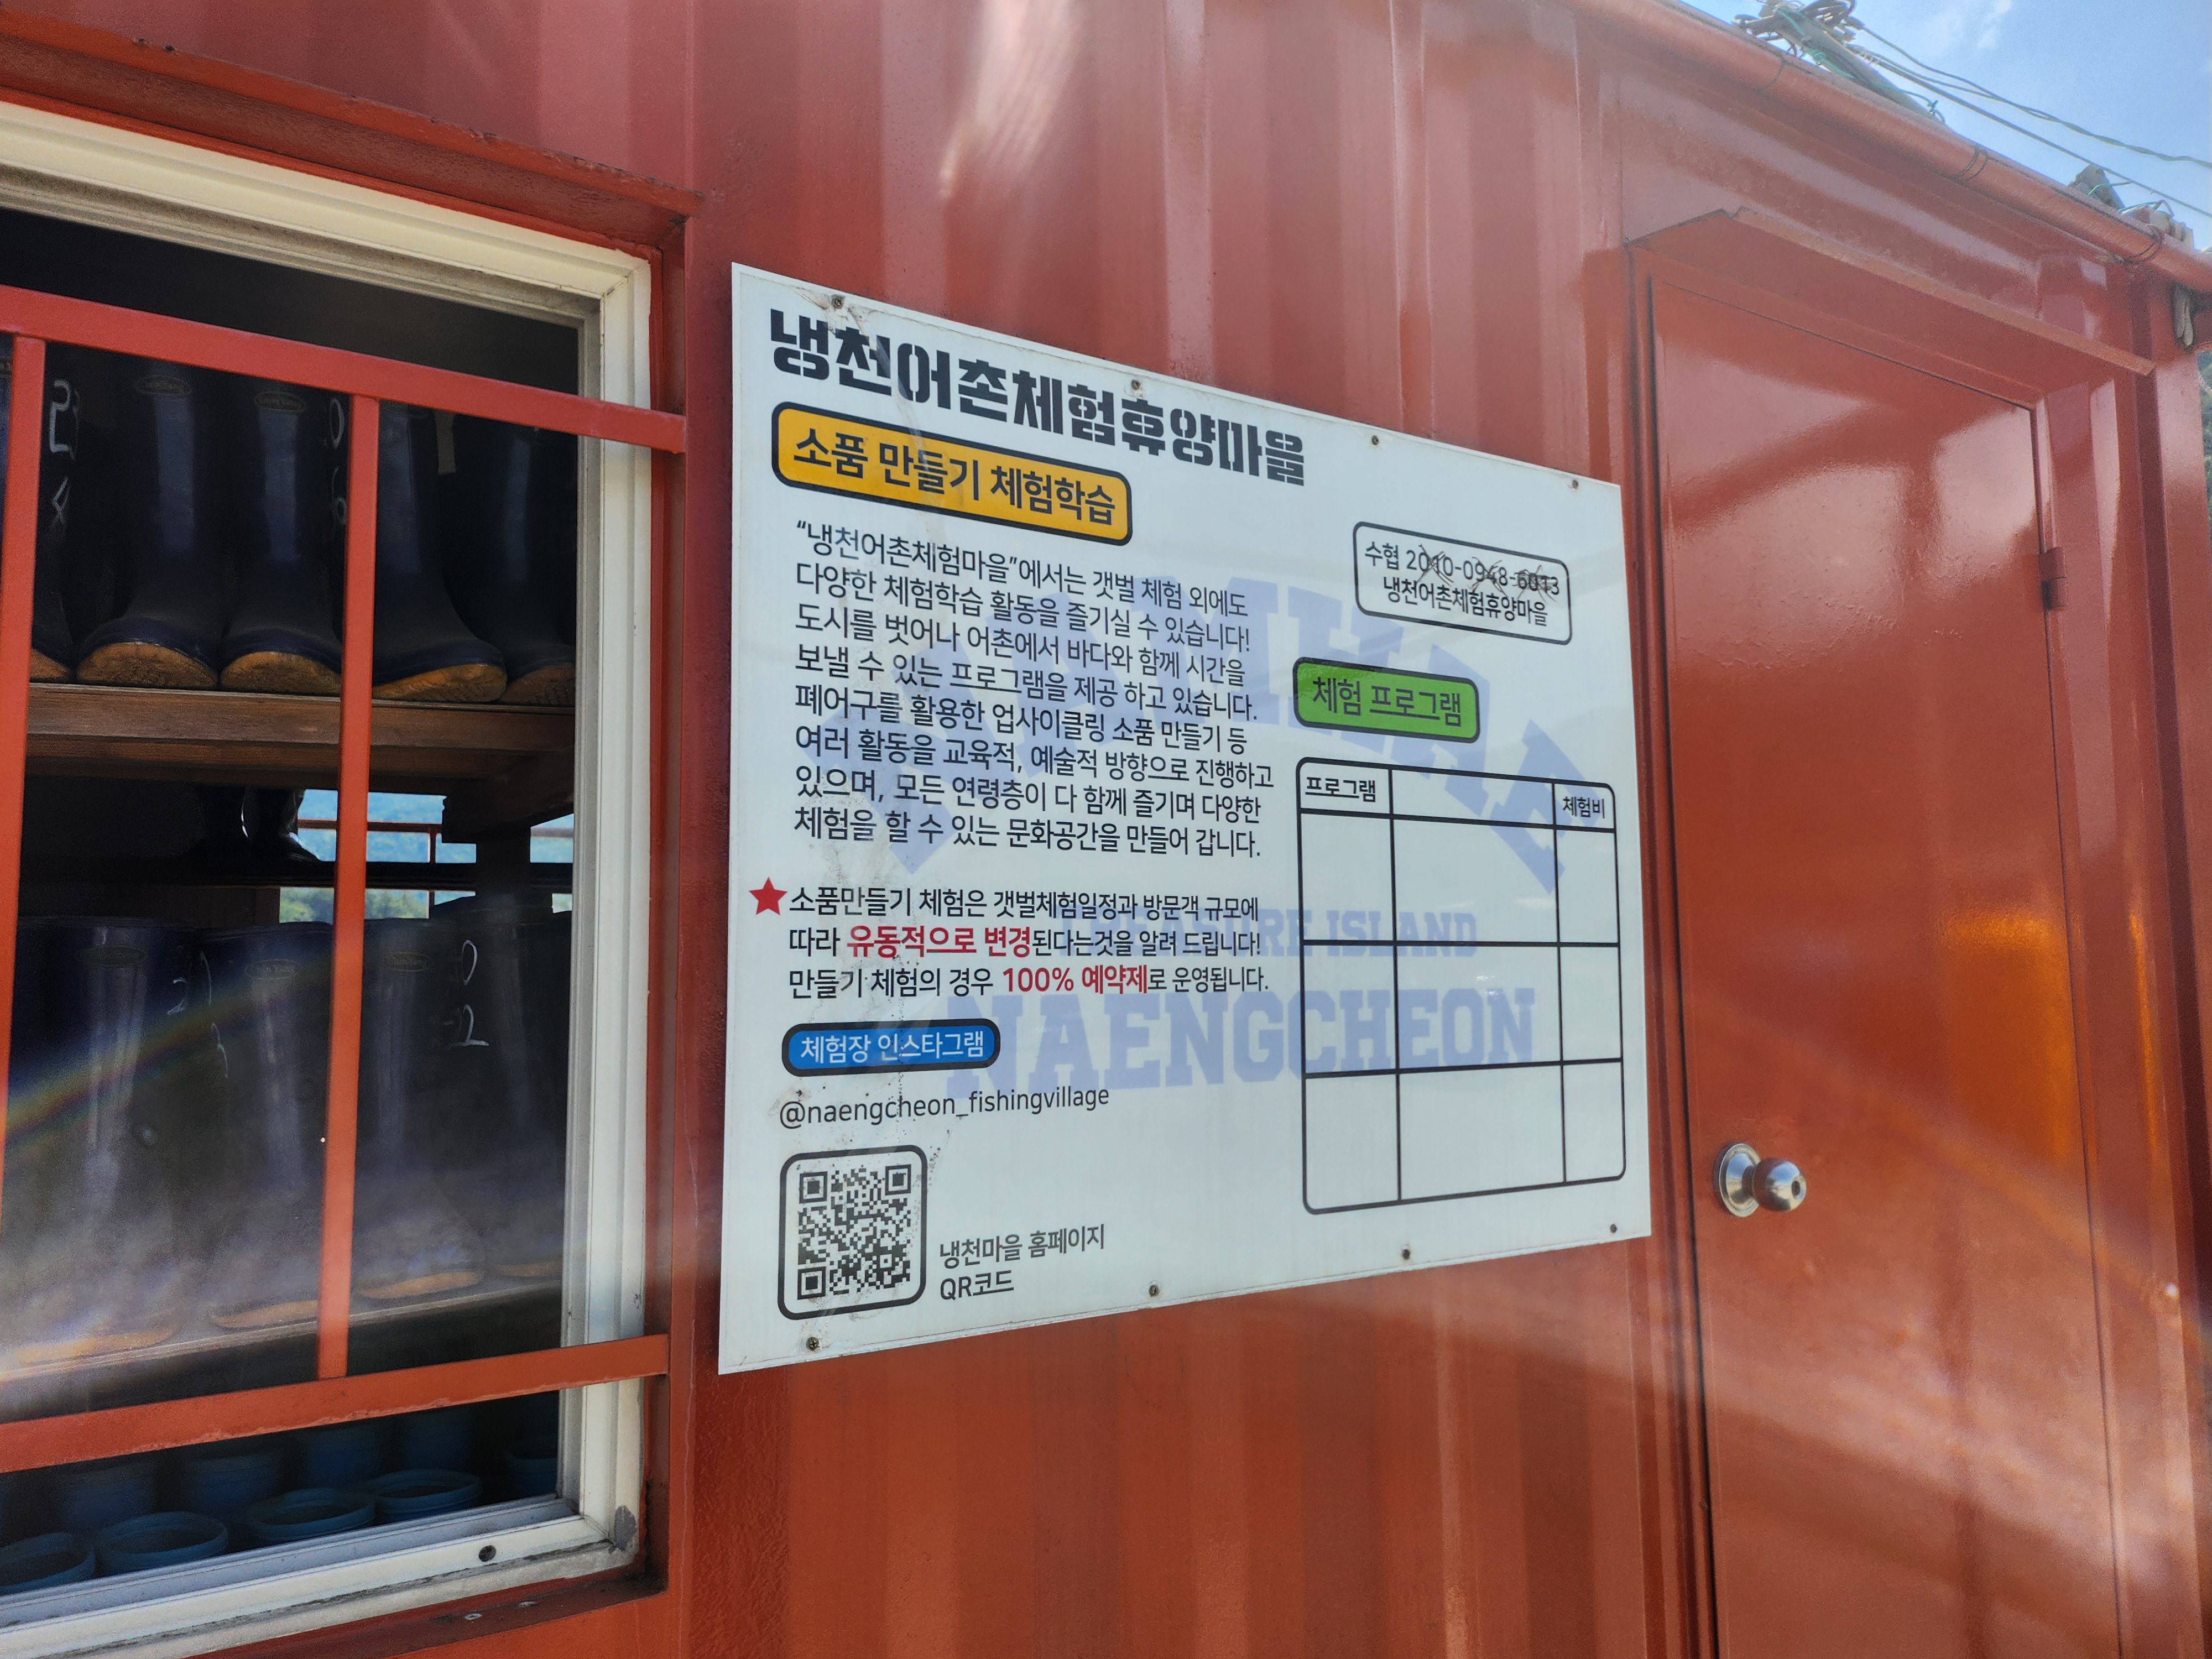 냉천어촌체험휴양마을
소품 만들기 체험학습
“냉천어촌체험마을”에서는 갯벌 체험 외에도
다양한 체험학습 활동을 즐기실 수 있습니다!
도시를 벗어나 어촌에서 바다와 함께 시간을
보낼 수 있는 프로그램을 제공 하고 있습니다.
폐어구를 활용한 업사이클링 소품 만들기 등
여러 활동을 교육적, 예술적 방향으로 진행하고
있으며, 모든 연령층이 다 함께 즐기며 다양한
체험을 할 수 있는 문화공간을 만들어 갑니다.
★소품만들기 체험은 갯벌체험일정과 방문객 규모에
따라 유동적으로 변경된다는것을 알려 드립니다!
만들기 체험의 경우 100% 예약제로 운영됩니다.
체험장 인스타그램
@naengcheon_fishingvillage
냉천마을 홈페이지
QR코드
수협 2010-0948-6013
냉천어촌체험휴양마을
체험 프로그램
프로그램
체험비
NAMHAE
TREASURE ISLAND
NAENGCHEON